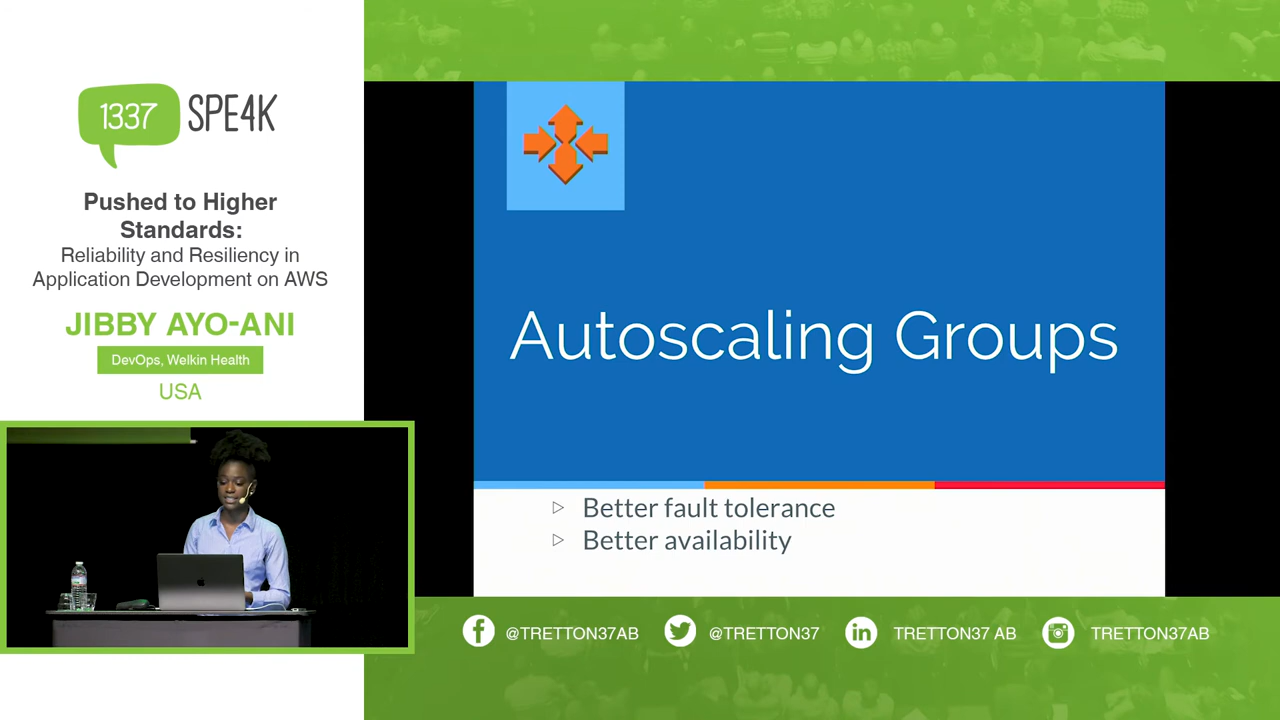 1337
SPE4K
Pushed to Higher
Standards:
Reliability and Resiliency in
Application Development on AWS
JIBBY AYO-ANI
DevOps, Welkin Health
USA
Autoscaling Groups
Better fault tolerance
Better availability
@TRETTON37AB
@TRETTON37
TRETTON37 AB
TRETTON37AB